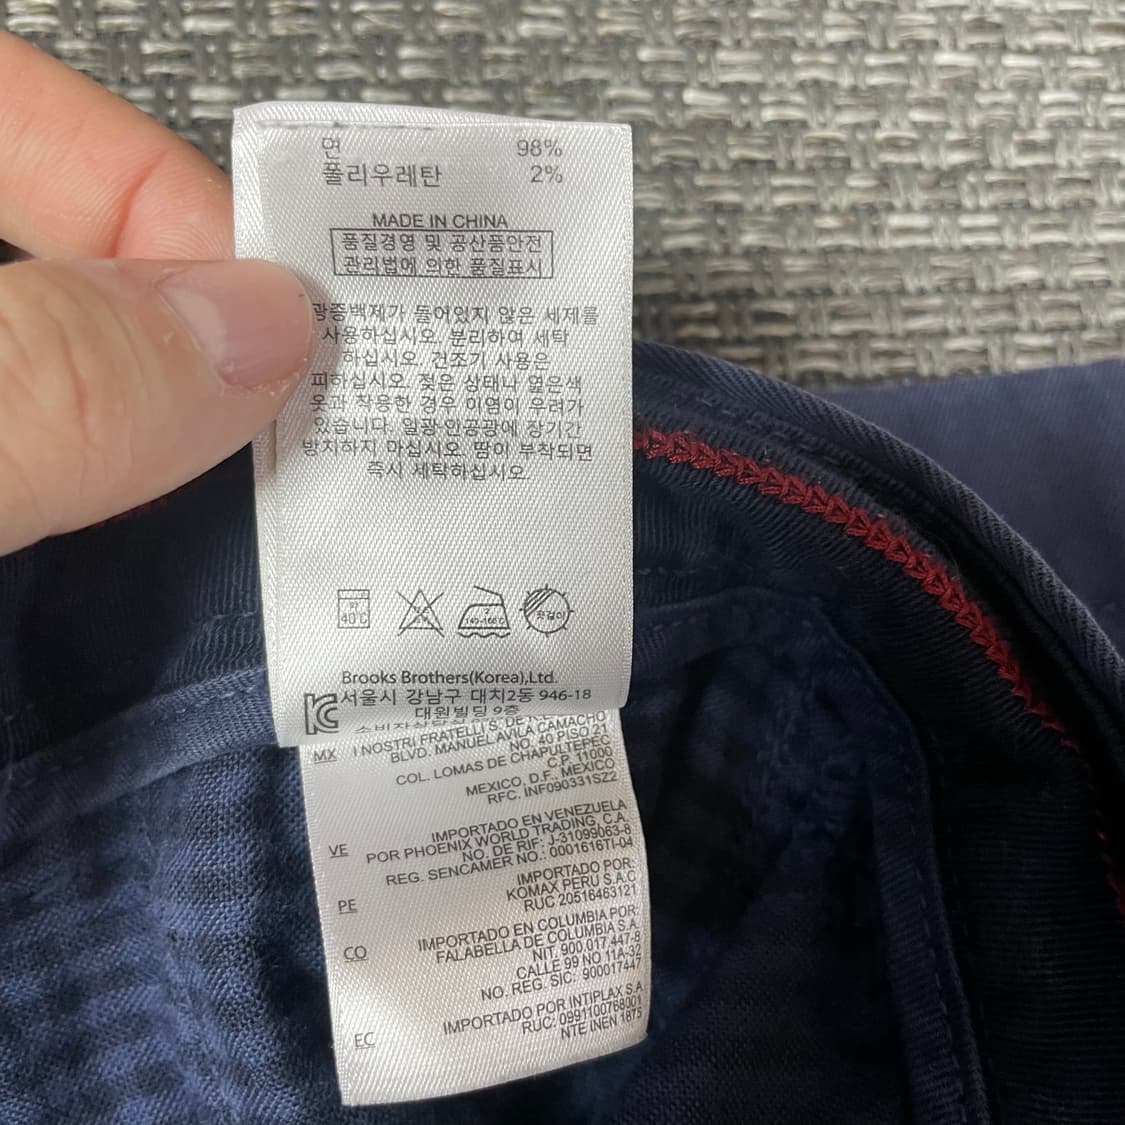 면 98%
폴리우레탄 2%
MADE IN CHINA
품질경영 및 공산품안전
관리법에 의한 품질표시
광증백제가 들어있지 않은 세제를
사용하십시오. 분리하여 세탁
하십시오. 건조기 사용은
피하십시오. 젖은 상태나 엷은색
옷과 착용한 경우 이염이 우려가
있습니다. 일광·인공광에 장기간
방치하지 마십시오. 땀이 부착되면
즉시 세탁하십시오.
40°C
140-160°C
옷걸이
Brooks Brothers(Korea),Ltd.
서울시 강남구 대치2동 946-18
대원빌딩 9층
MX I NOSTRI FRATELLI S. DE
BLVD. MANUEL AVILA CAMACHO
NO. 40 PISO 21
COL. LOMAS DE CHAPULTEPEC
C.P. 11000
MEXICO, D.F., MEXICO
RFC. INF090331SZ2
IMPORTADO EN VENEZUELA
VE POR PHOENIX WORLD TRADING, C.A.
NO. DE RIF: J-31099063-8
REG. SENCAMER NO.: 0001616TI-04
IMPORTADO POR:
PE KOMAX PERU S.A.C
RUC 20516463121
IMPORTADO EN COLUMBIA POR:
CO FALABELLA DE COLUMBIA S.A.
NIT. 900.017.447-8
CALLE 99 NO 11A-32
NO. REG. SIC: 900017447
IMPORTADO POR INTIPLAX S.A
EC RUC: 0991100768001
NTE INEN 1875